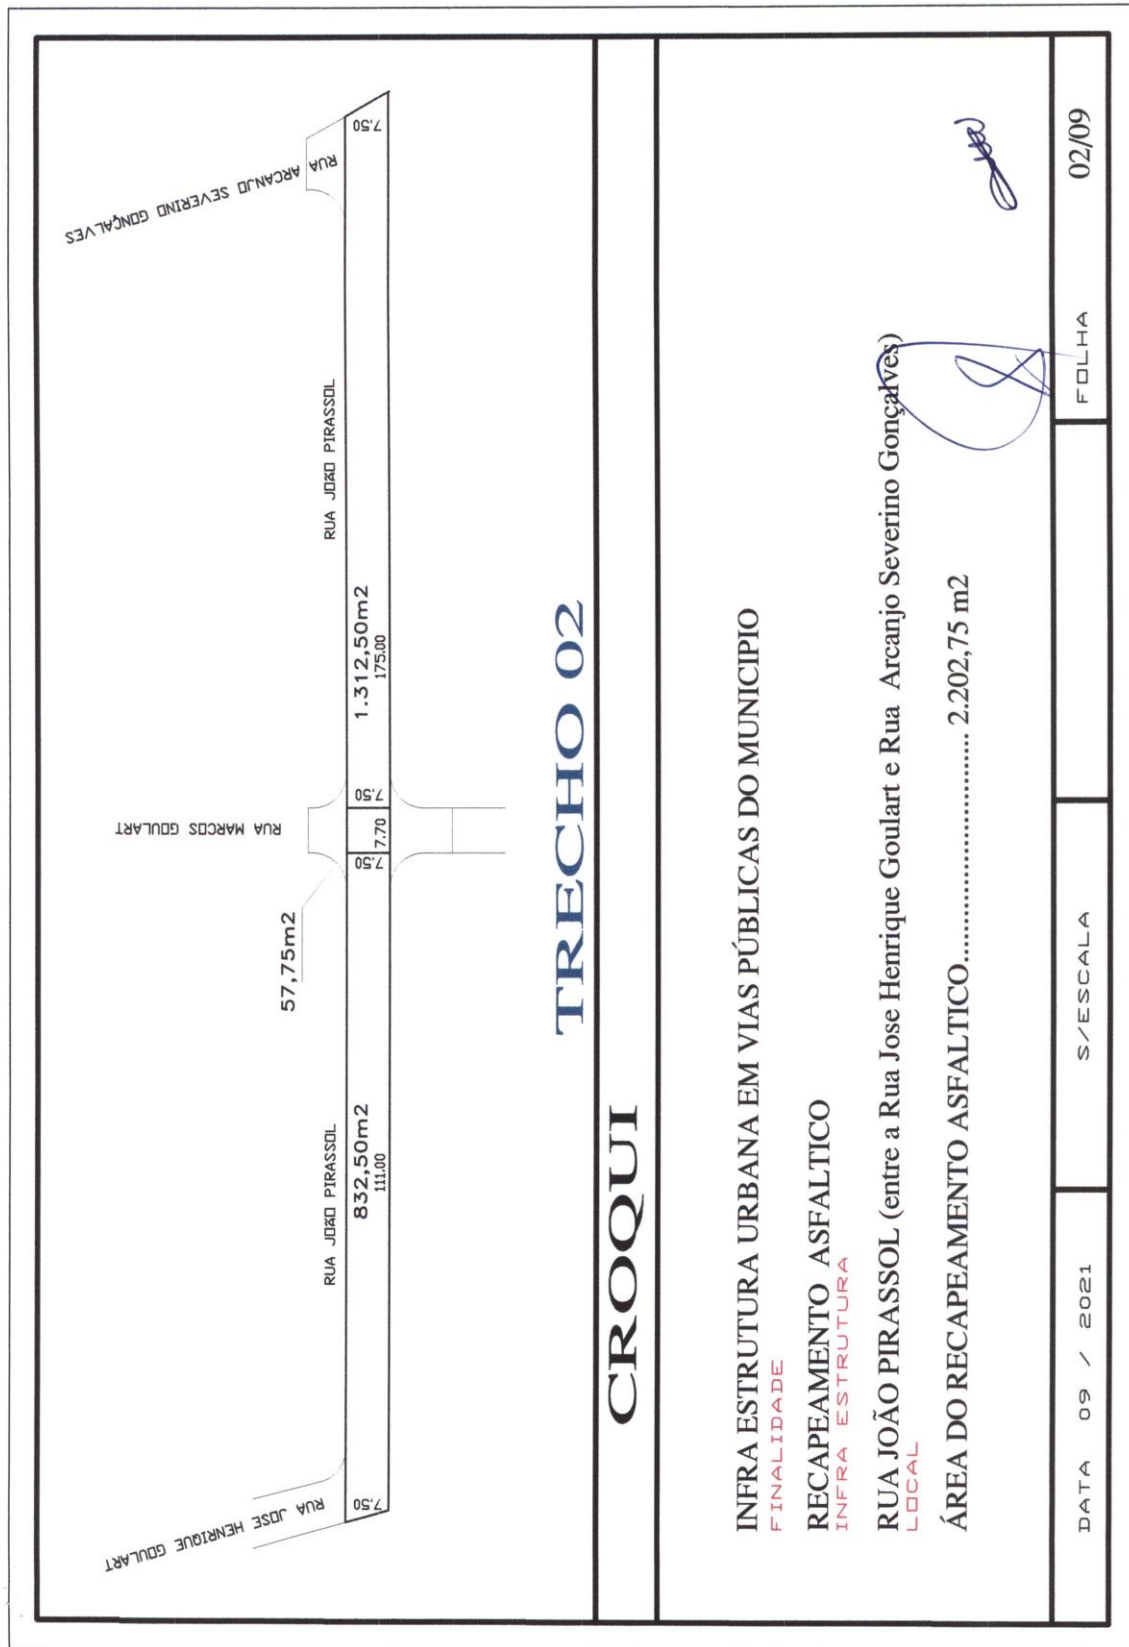 RUA JOSE HENRIQUE GOULART
RUA JOÃO PIRASSOL
57,75m2
RUA MARCOS GOULART
RUA JOÃO PIRASSOL
RUA ARCANJO SEVERINO GONÇALVES
7.50
832,50m2
111.00
7.50
7.70
7.50
1.312,50m2
175.00
7.50
TRECHO 02
CROQUI
INFRA ESTRUTURA URBANA EM VIAS PÚBLICAS DO MUNICIPIO
FINALIDADE
RECAPEAMENTO ASFALTICO
INFRA ESTRUTURA
RUA JOÃO PIRASSOL (entre a Rua Jose Henrique Goulart e Rua Arcanjo Severino Gonçalves)
LOCAL
ÁREA DO RECAPEAMENTO ASFALTICO........................................ 2.202,75 m2
DATA 09 / 2021
S/ESCALA
FOLHA
02/09